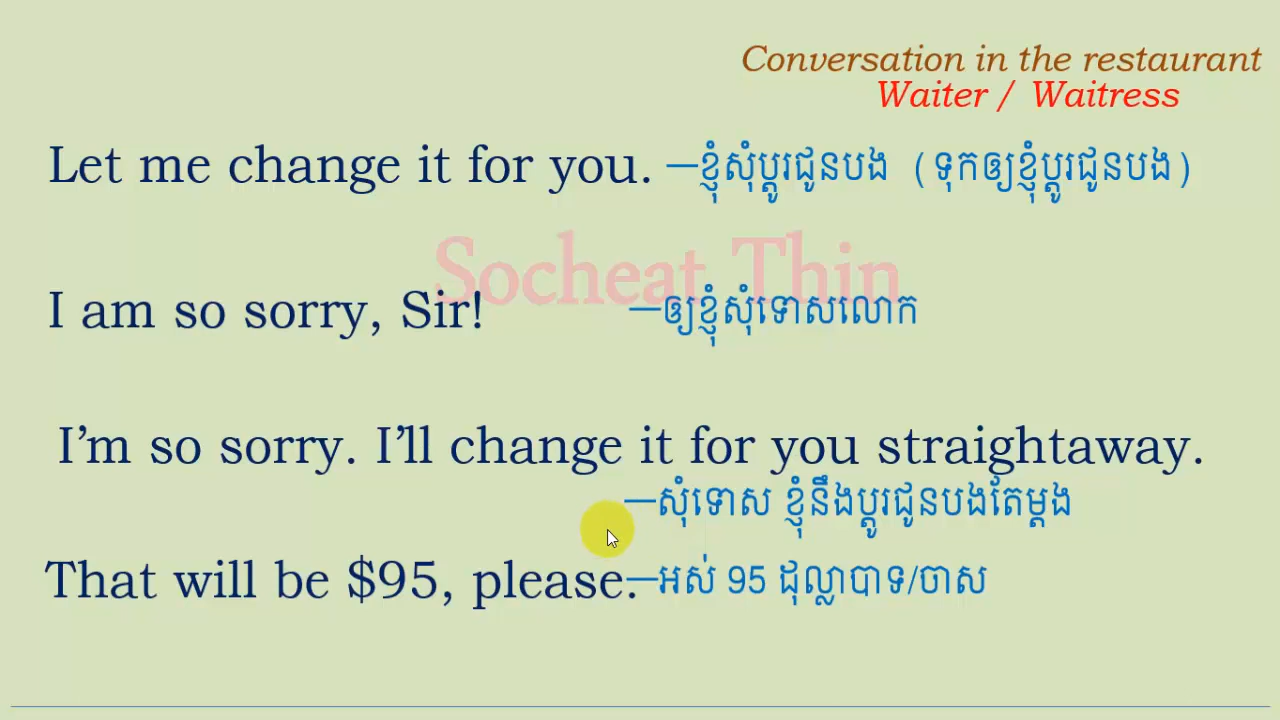 Conversation in the restaurant
Waiter / Waitress
Let me change it for you. –ខ្ញុំសុំប្តូរជូនបង (ទុកឲ្យខ្ញុំប្តូរជូនបង)
Socheat Thin
I am so sorry, Sir! –ឲ្យខ្ញុំសុំទោសលោក
I’m so sorry. I’ll change it for you straightaway.
–សុំទោស ខ្ញុំនឹងប្តូរជូនបងតែម្តង
That will be $95, please.–អស់ 95 ដុល្លាបាទ/ចាស